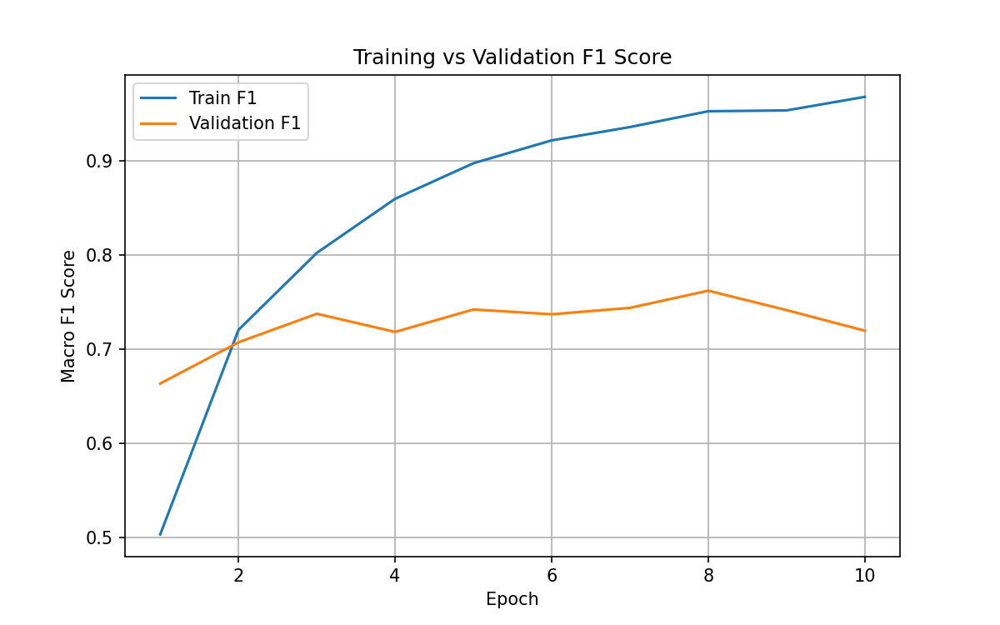 Training vs Validation F1 Score
Train F1
Validation F1
Macro F1 Score
0.9
0.8
0.7
0.6
0.5
2 4 6 8 10
Epoch